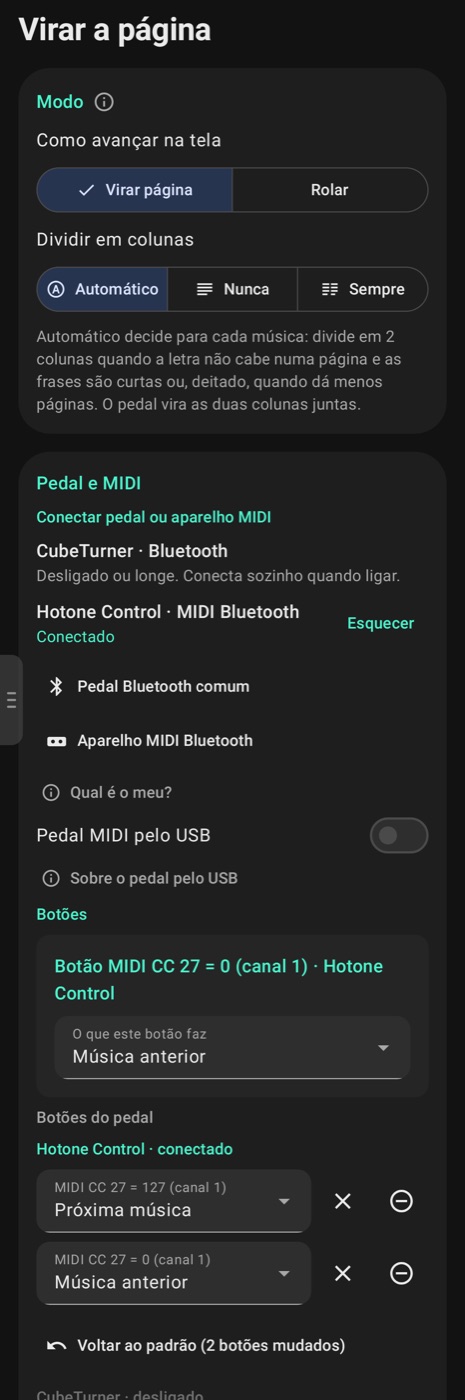 Virar a página
Modo
Como avançar na tela
Virar página
Rolar
Dividir em colunas
Automático
Nunca
Sempre
Automático decide para cada música: divide em 2
colunas quando a letra não cabe numa página e as
frases são curtas ou, deitado, quando dá menos
páginas. O pedal vira as duas colunas juntas.
Pedal e MIDI
Conectar pedal ou aparelho MIDI
CubeTurner · Bluetooth
Desligado ou longe. Conecta sozinho quando ligar.
Hotone Control · MIDI Bluetooth
Conectado
Esquecer
Pedal Bluetooth comum
Aparelho MIDI Bluetooth
Qual é o meu?
Pedal MIDI pelo USB
Sobre o pedal pelo USB
Botões
Botão MIDI CC 27 = 0 (canal 1) · Hotone
Control
O que este botão faz
Música anterior
Botões do pedal
Hotone Control · conectado
MIDI CC 27 = 127 (canal 1)
Próxima música
MIDI CC 27 = 0 (canal 1)
Música anterior
Voltar ao padrão (2 botões mudados)
CubeTurner · desligado